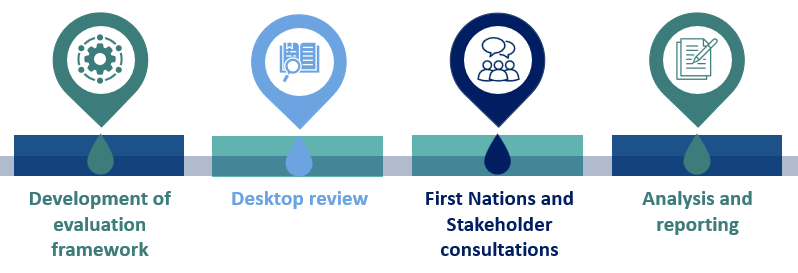 Development of
evaluation
framework
Desktop review
First Nations and
Stakeholder
consultations
Analysis and
reporting